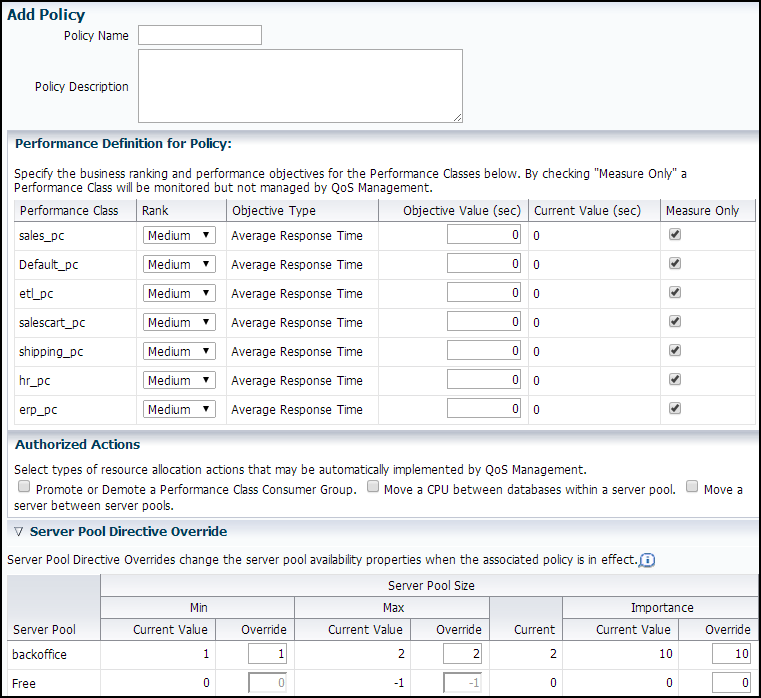 Add Policy
Policy Name
Policy Description
Performance Definition for Policy:
Specify the business ranking and performance objectives for the Performance Classes below. By checking "Measure Only" a
Performance Class will be monitored but not managed by QoS Management.
Performance Class Rank Objective Type Objective Value (sec) Current Value (sec) Measure Only
sales_pc Medium Average Response Time 0 0
Default_pc Medium Average Response Time 0 0
etl_pc Medium Average Response Time 0 0
salescart_pc Medium Average Response Time 0 0
shipping_pc Medium Average Response Time 0 0
hr_pc Medium Average Response Time 0 0
erp_pc Medium Average Response Time 0 0
Authorized Actions
Select types of resource allocation actions that may be automatically implemented by QoS Management.
Promote or Demote a Performance Class Consumer Group. Move a CPU between databases within a server pool. Move a
server between server pools.
Server Pool Directive Override
Server Pool Directive Overrides change the server pool availability properties when the associated policy is in effect.
Server Pool Size
Min Max Importance
Server Pool Current Value Override Current Value Override Current Current Value Override
backoffice 1 1 2 2 2 10 10
Free 0 0 -1 -1 0 0 0